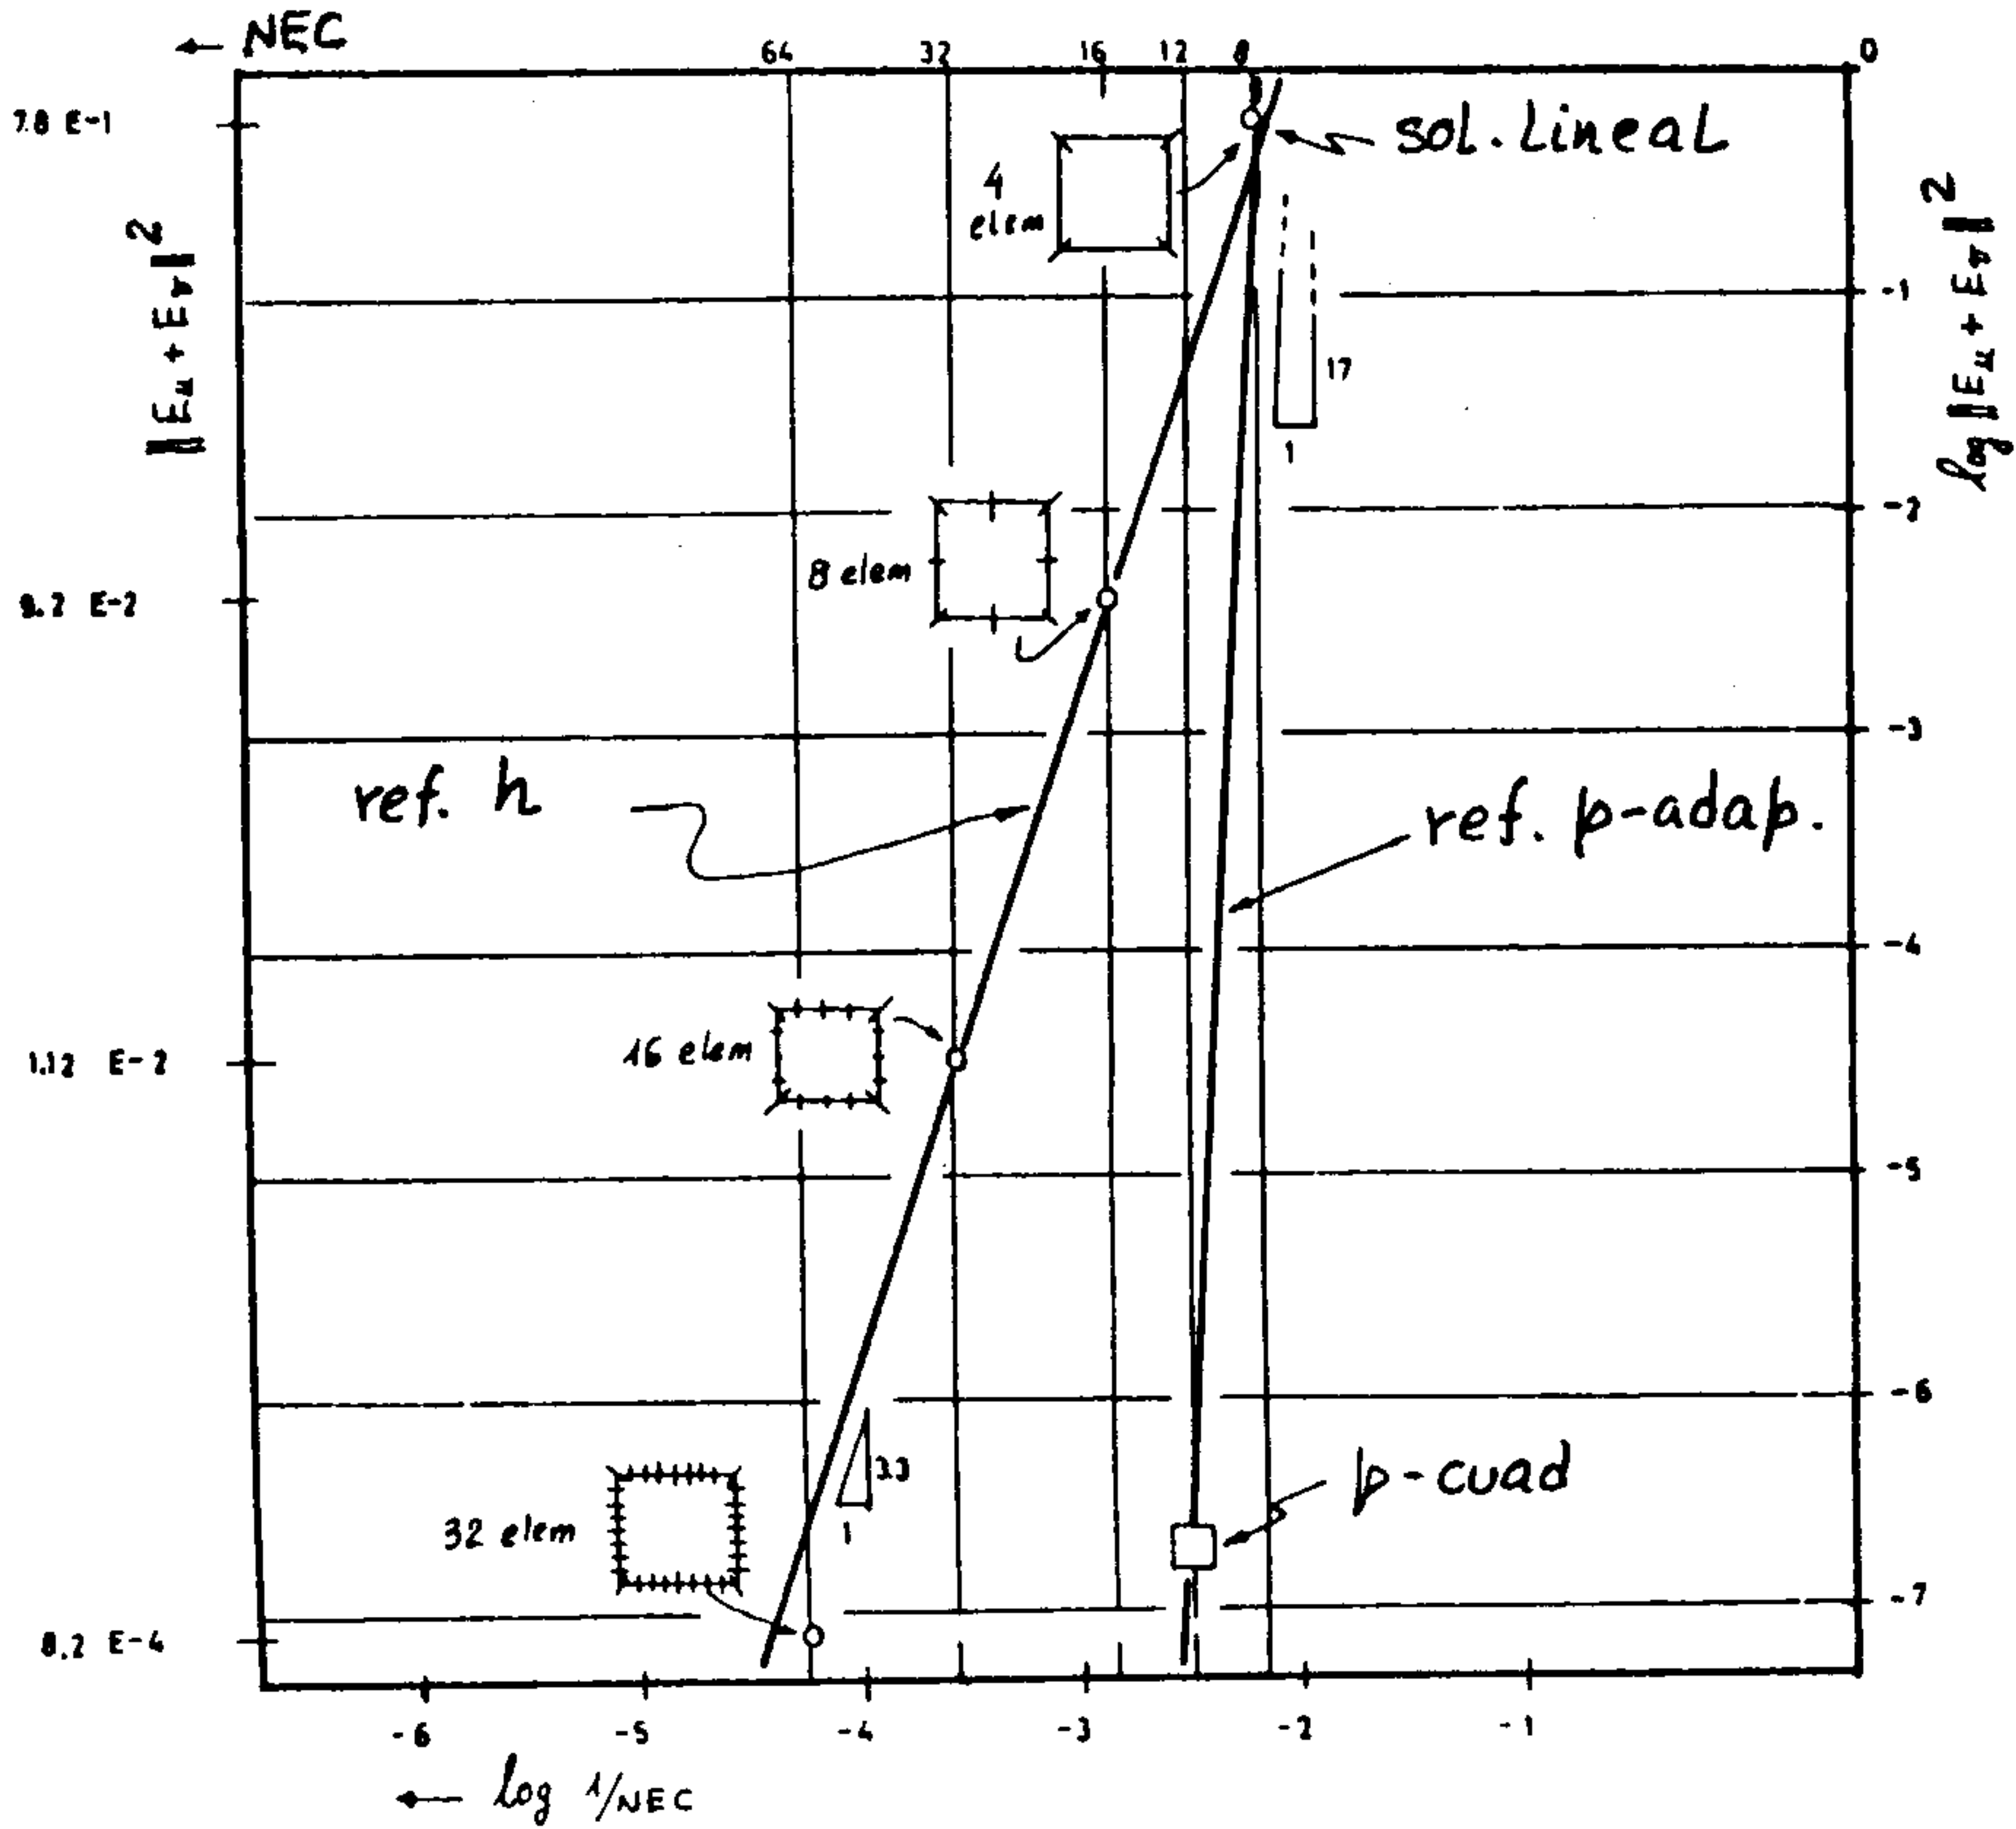 ← NEC
64 32 16 12 8 0
7.8 E-1
sol. lineal
4
elem
‖Eu + Eσ‖²
log ‖Eu + Eσ‖²
-1
17
1
-2
8 elem
9.2 E-2
-3
ref. h
ref. p-adap.
-4
16 elem
1.12 E-2
-5
-6
3.3
1
p-cuad
32 elem
-7
8.2 E-4
-6 -5 -4 -3 -2 -1
← log 1/NEC